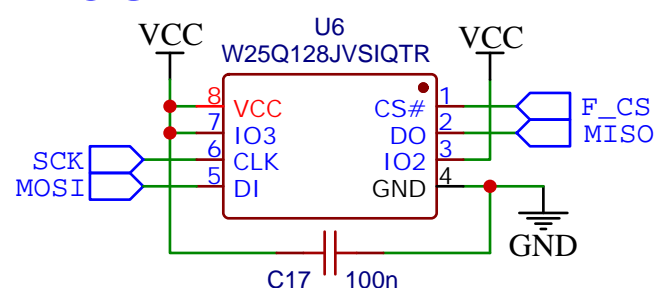 U6
VCC VCC
W25Q128JVSIQTR
8 VCC CS# 1 F_CS
7 IO3 DO 2 MISO
SCK 6 CLK IO2 3
MOSI 5 DI GND 4
GND
C17 100n